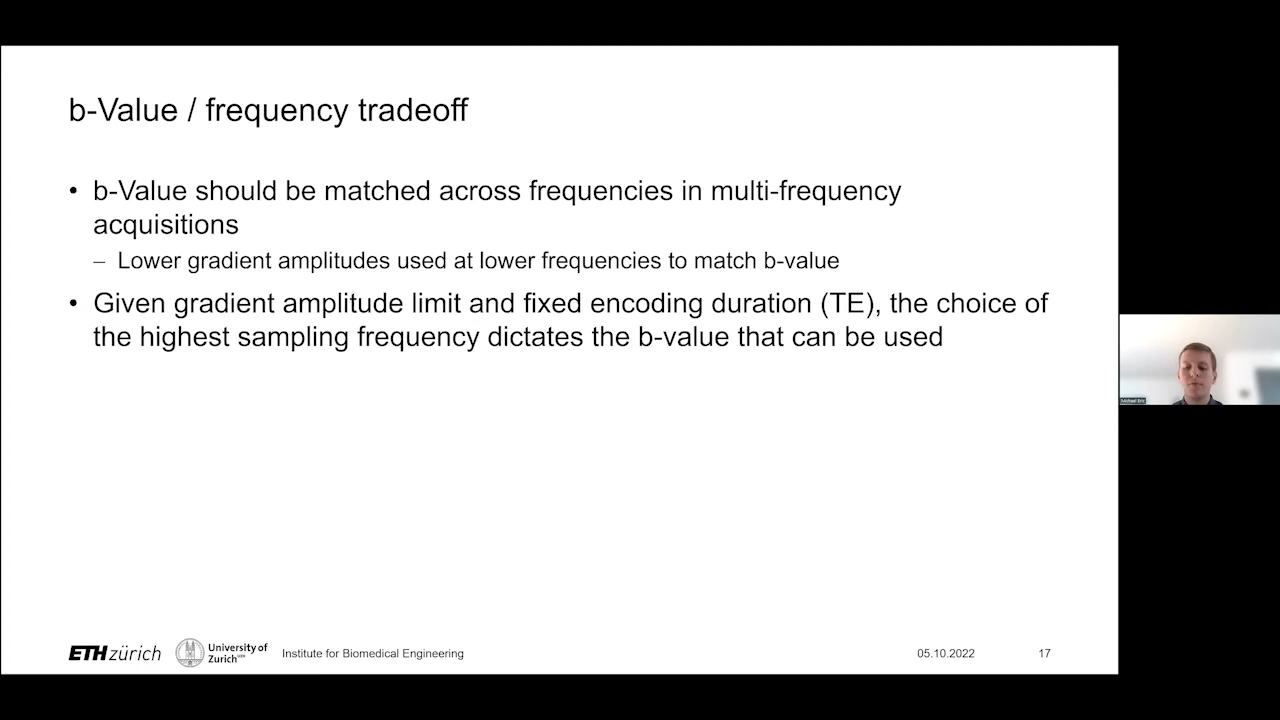 b-Value / frequency tradeoff
• b-Value should be matched across frequencies in multi-frequency
acquisitions
– Lower gradient amplitudes used at lower frequencies to match b-value
• Given gradient amplitude limit and fixed encoding duration (TE), the choice of
the highest sampling frequency dictates the b-value that can be used
ETH zürich
University of
Zurich UZH
Institute for Biomedical Engineering
05.10.2022
17